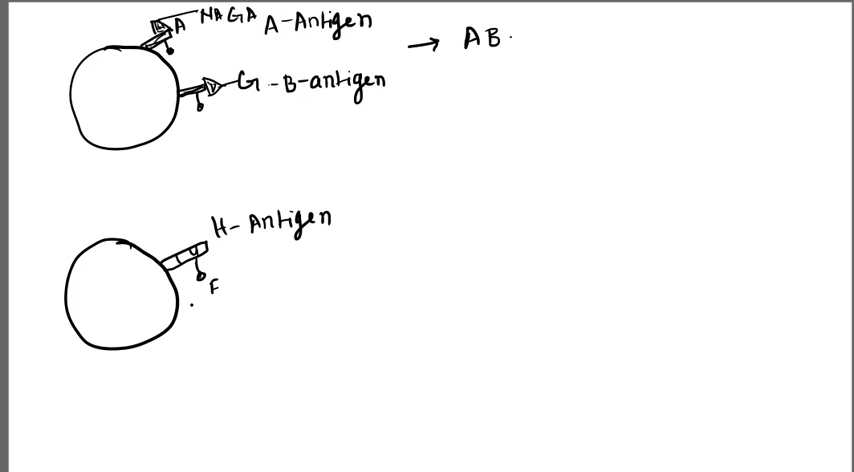 A NAGA A-Antigen
→ AB.
G - B-antigen
H- Antigen
F